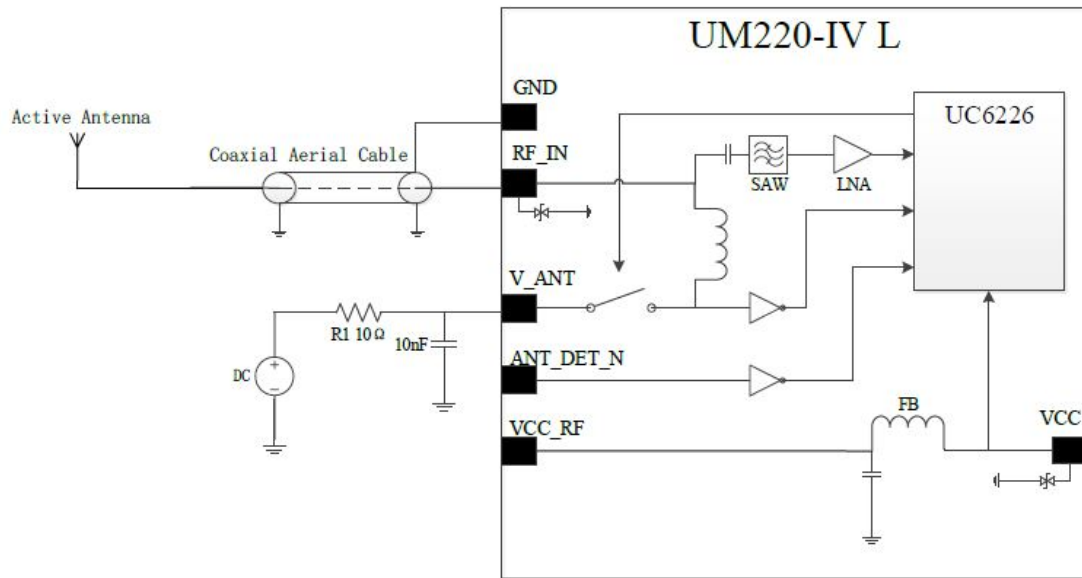 UM220-IV L
GND
UC6226
Active Antenna
Coaxial Aerial Cable
RF_IN
SAW
LNA
V_ANT
R1 10Ω
10nF
ANT_DET_N
DC
FB
VCC_RF
VCC